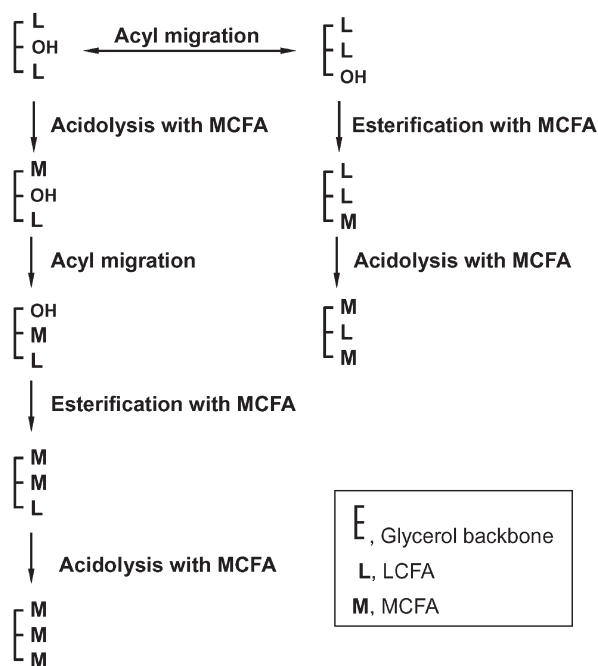 L
OH
L
Acyl migration
L
L
OH
Acidolysis with MCFA
M
OH
L
Acyl migration
OH
M
L
Esterification with MCFA
M
M
L
Acidolysis with MCFA
M
M
M
Esterification with MCFA
L
L
M
Acidolysis with MCFA
M
L
M
, Glycerol backbone
L, LCFA
M, MCFA